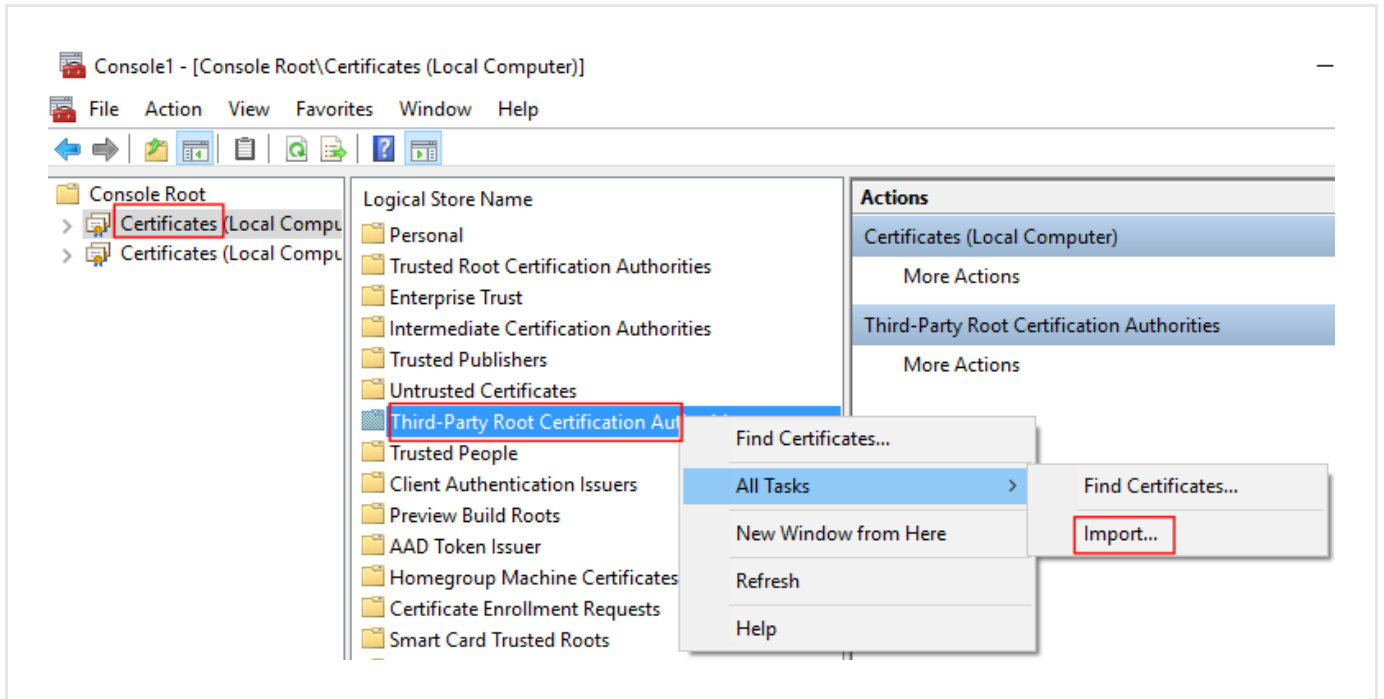 Console1 - [Console Root\Certificates (Local Computer)]
File Action View Favorites Window Help
Console Root
Certificates (Local Compu
Certificates (Local Compu
Logical Store Name
Personal
Trusted Root Certification Authorities
Enterprise Trust
Intermediate Certification Authorities
Trusted Publishers
Untrusted Certificates
Third-Party Root Certification Aut
Trusted People
Client Authentication Issuers
Preview Build Roots
AAD Token Issuer
Homegroup Machine Certificates
Certificate Enrollment Requests
Smart Card Trusted Roots
Actions
Certificates (Local Computer)
More Actions
Third-Party Root Certification Authorities
More Actions
Find Certificates...
All Tasks
New Window from Here
Refresh
Help
Find Certificates...
Import...